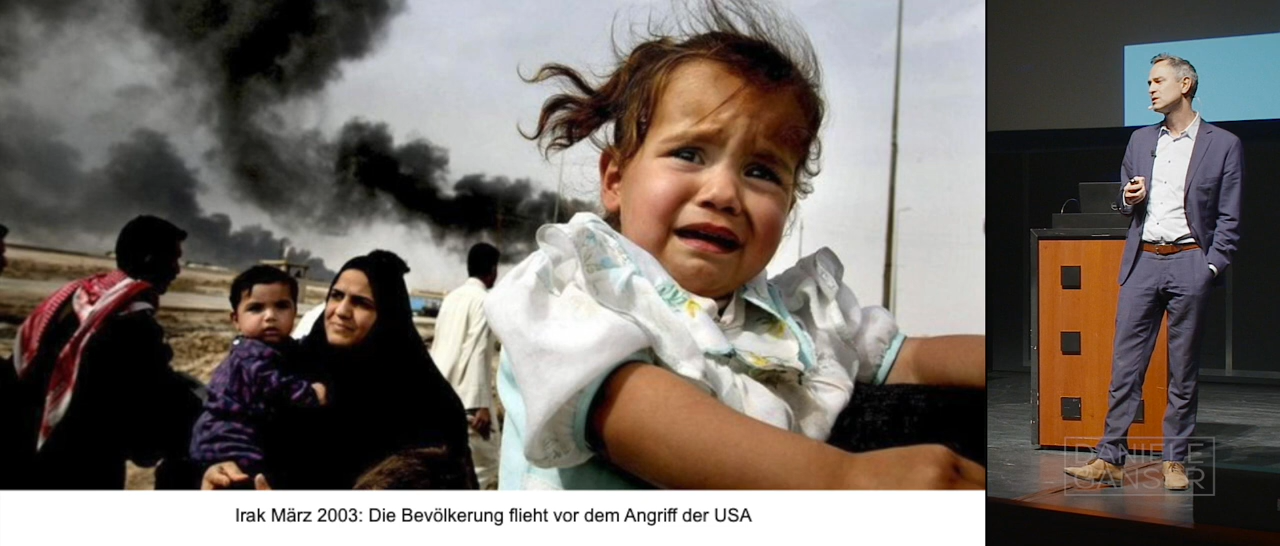 Irak März 2003: Die Bevölkerung flieht vor dem Angriff der USA
DANIELE
GANSER